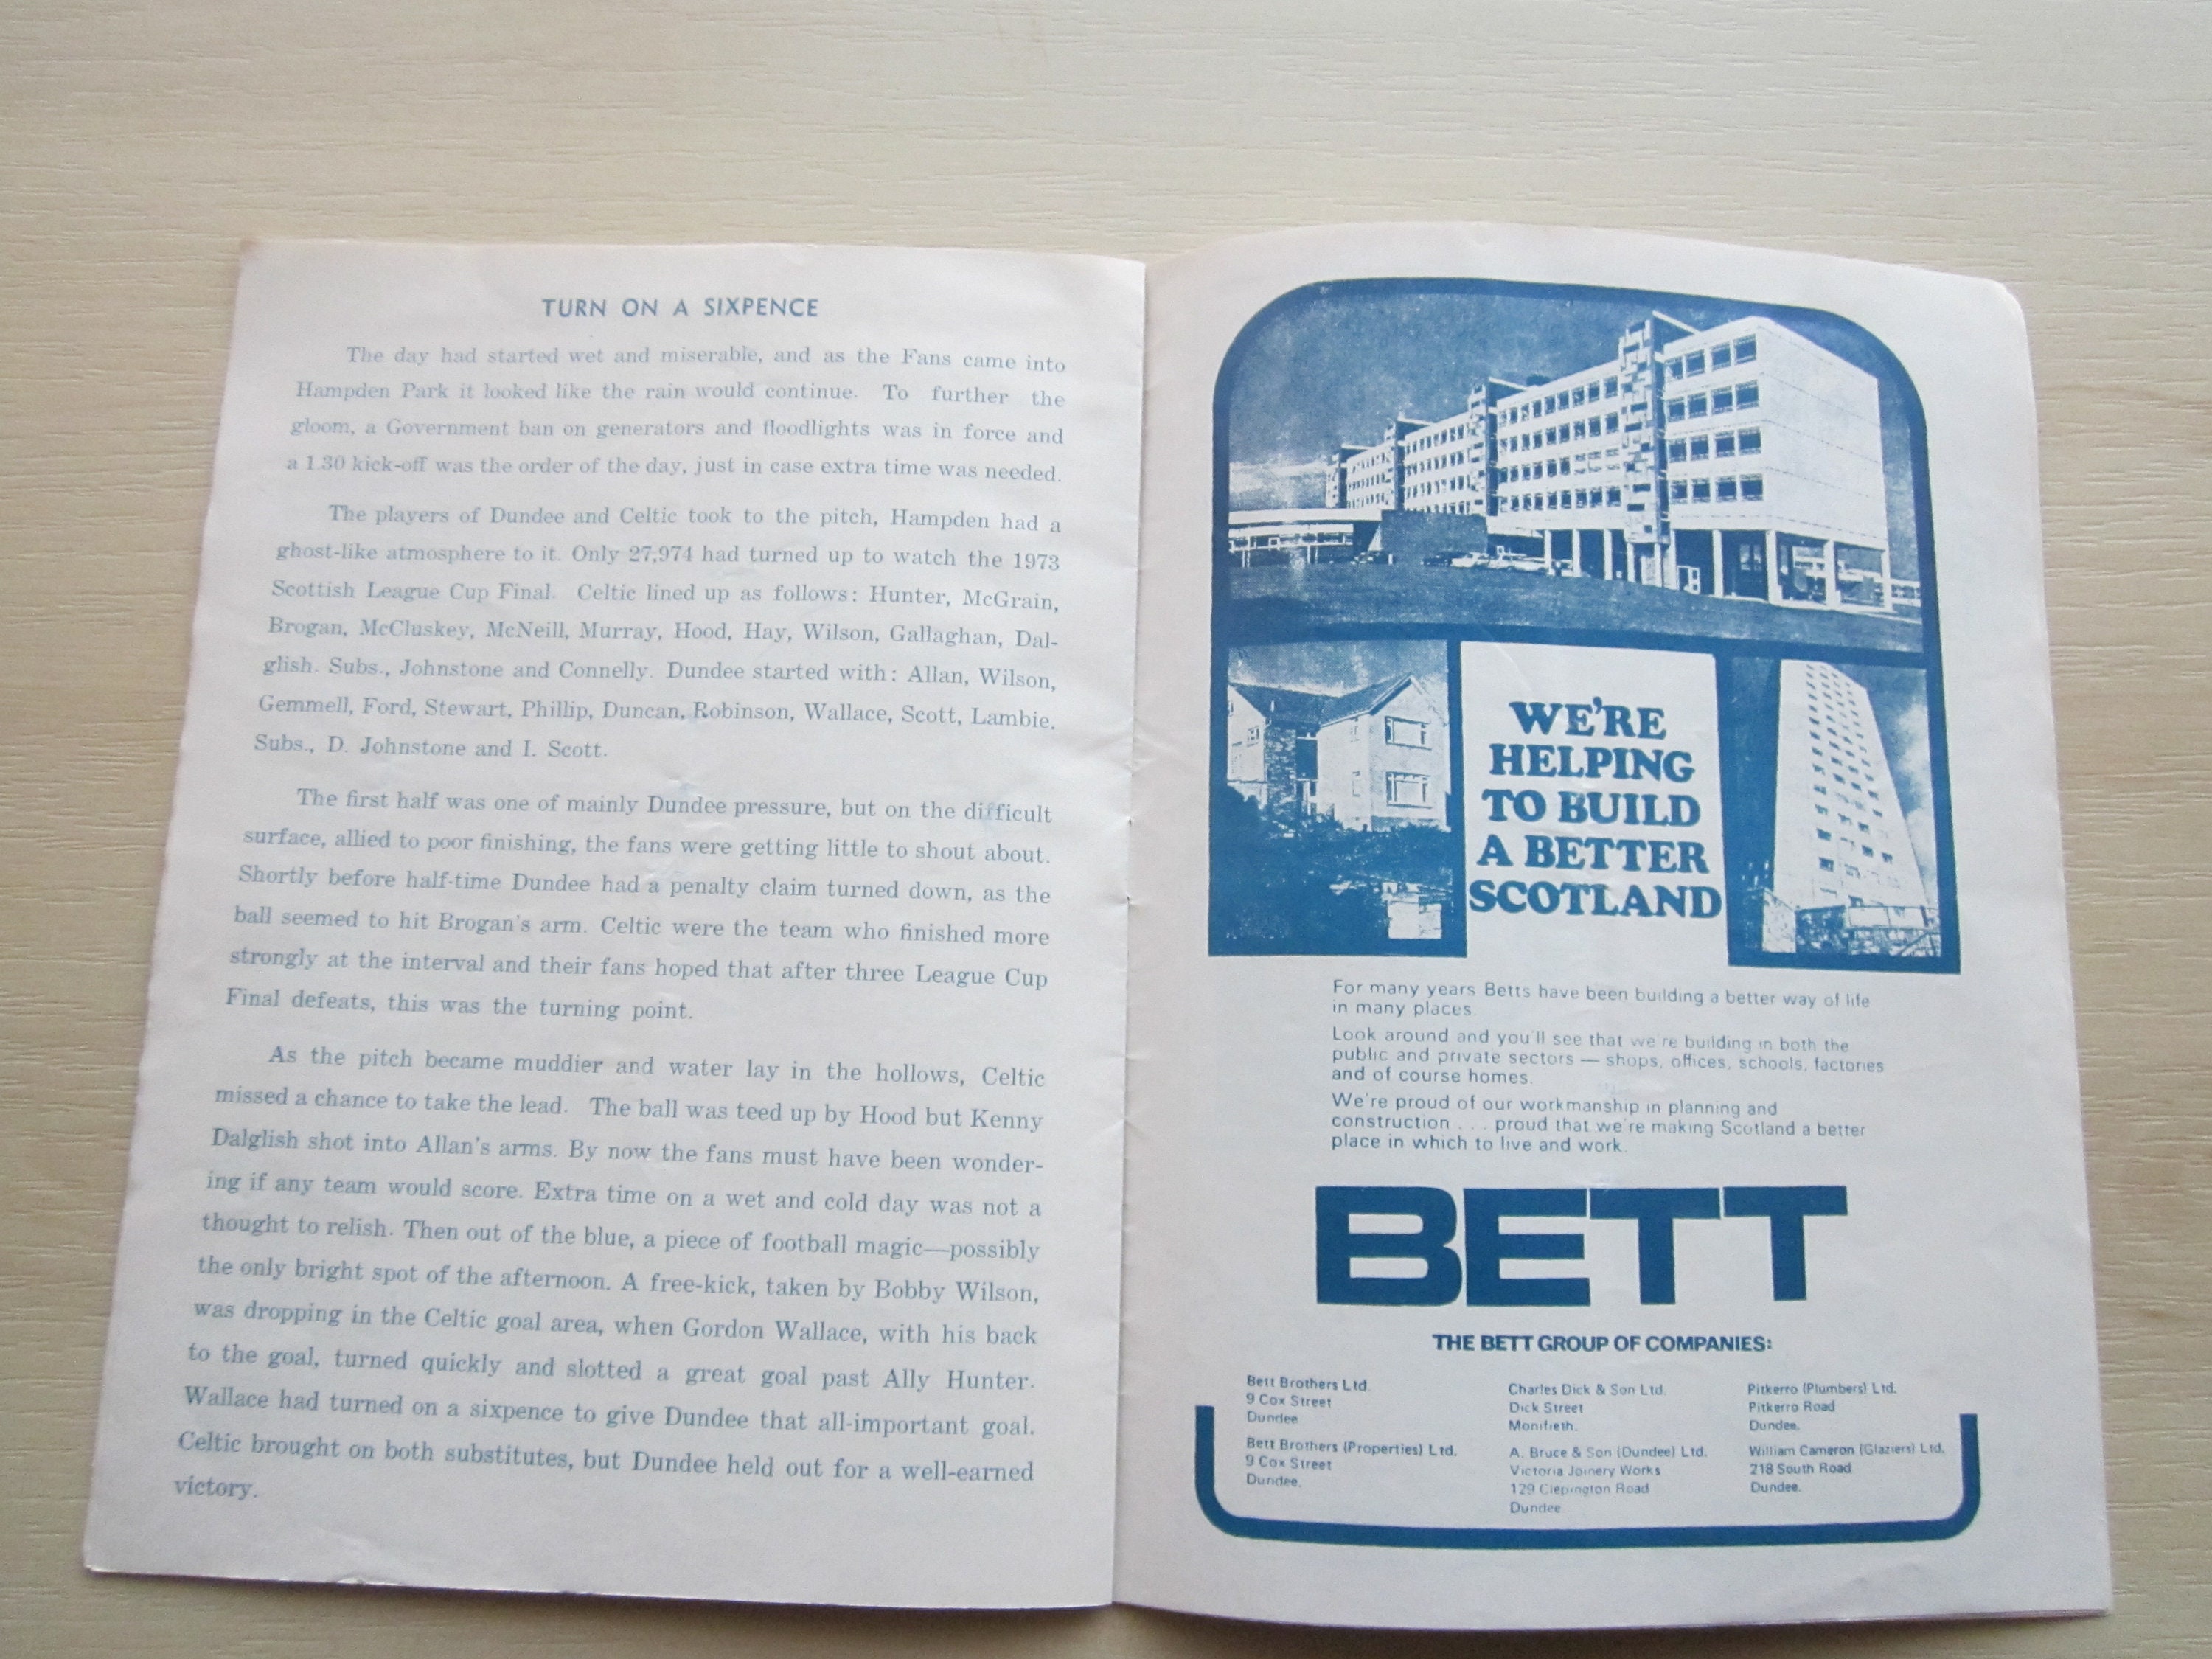 TURN ON A SIXPENCE
The day had started wet and miserable, and as the Fans came into
Hampden Park it looked like the rain would continue. To further the
gloom, a Government ban on generators and floodlights was in force and
a 1.30 kick-off was the order of the day, just in case extra time was needed.
The players of Dundee and Celtic took to the pitch, Hampden had a
ghost-like atmosphere to it. Only 27,974 had turned up to watch the 1973
Scottish League Cup Final. Celtic lined up as follows: Hunter, McGrain,
Brogan, McCluskey, McNeill, Murray, Hood, Hay, Wilson, Gallaghan, Dal-
glish. Subs., Johnstone and Connelly. Dundee started with: Allan, Wilson,
Gemmell, Ford, Stewart, Phillip, Duncan, Robinson, Wallace, Scott, Lambie.
Subs., D. Johnstone and I. Scott.
The first half was one of mainly Dundee pressure, but on the difficult
surface, allied to poor finishing, the fans were getting little to shout about.
Shortly before half-time Dundee had a penalty claim turned down, as the
ball seemed to hit Brogan's arm. Celtic were the team who finished more
strongly at the interval and their fans hoped that after three League Cup
Final defeats, this was the turning point.
As the pitch became muddier and water lay in the hollows, Celtic
missed a chance to take the lead. The ball was teed up by Hood but Kenny
Dalglish shot into Allan's arms. By now the fans must have been wonder-
ing if any team would score. Extra time on a wet and cold day was not a
thought to relish. Then out of the blue, a piece of football magic—possibly
the only bright spot of the afternoon. A free-kick, taken by Bobby Wilson,
was dropping in the Celtic goal area, when Gordon Wallace, with his back
to the goal, turned quickly and slotted a great goal past Ally Hunter.
Wallace had turned on a sixpence to give Dundee that all-important goal.
Celtic brought on both substitutes, but Dundee held out for a well-earned
victory.
WE'RE
HELPING
TO BUILD
A BETTER
SCOTLAND
For many years Betts have been building a better way of life
in many places.
Look around and you'll see that we're building in both the
public and private sectors — shops, offices, schools, factories
and of course homes.
We're proud of our workmanship in planning and
construction . . . proud that we're making Scotland a better
place in which to live and work.
BETT
THE BETT GROUP OF COMPANIES:
Bett Brothers Ltd.
9 Cox Street
Dundee
Bett Brothers (Properties) Ltd.
9 Cox Street
Dundee.
Charles Dick & Son Ltd.
Dick Street
Monifieth.
A. Bruce & Son (Dundee) Ltd.
Victoria Joinery Works
129 Clepington Road
Dundee
Pitkerro (Plumbers) Ltd.
Pitkerro Road
Dundee.
William Cameron (Glaziers) Ltd.
218 South Road
Dundee.